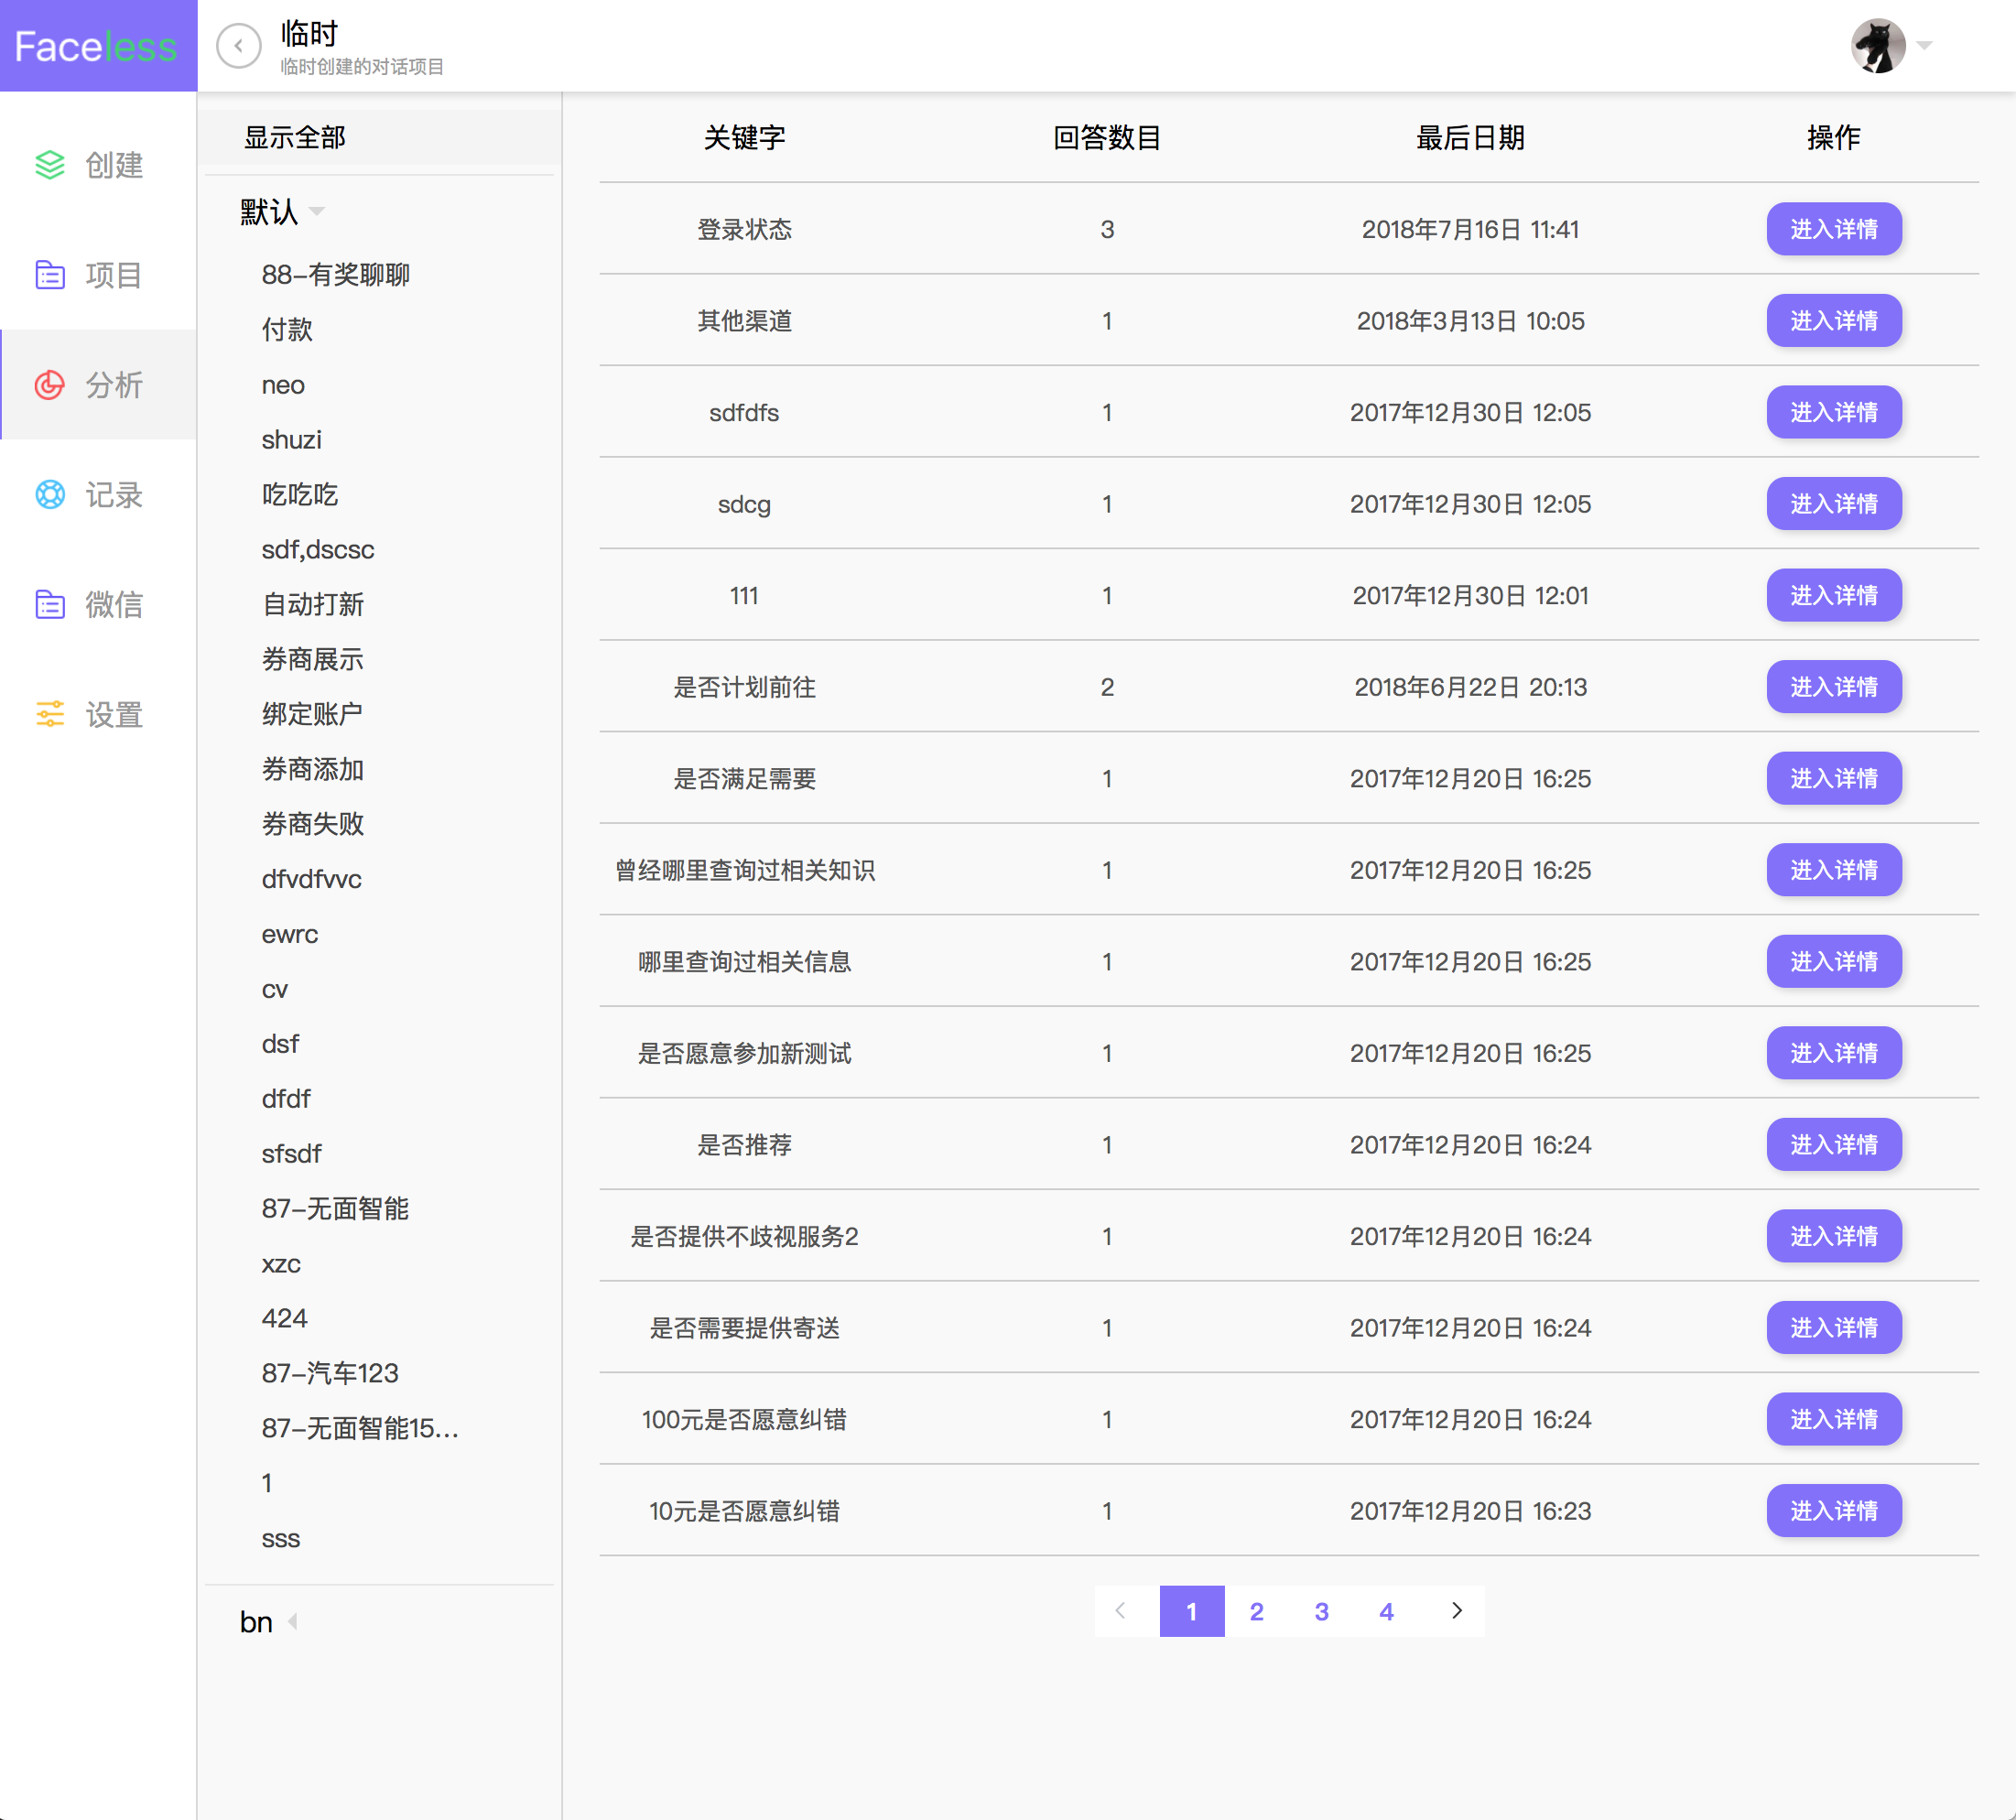 Faceless
临时
临时创建的对话项目
创建
项目
分析
记录
微信
设置
显示全部
默认
88-有奖聊聊
付款
neo
shuzi
吃吃吃
sdf,dscsc
自动打新
券商展示
绑定账户
券商添加
券商失败
dfvdfvvc
ewrc
cv
dsf
dfdf
sfsdf
87-无面智能
xzc
424
87-汽车123
87-无面智能15...
1
sss
bn
关键字 回答数目 最后日期 操作
登录状态 3 2018年7月16日 11:41 进入详情
其他渠道 1 2018年3月13日 10:05 进入详情
sdfdfs 1 2017年12月30日 12:05 进入详情
sdcg 1 2017年12月30日 12:05 进入详情
111 1 2017年12月30日 12:01 进入详情
是否计划前往 2 2018年6月22日 20:13 进入详情
是否满足需要 1 2017年12月20日 16:25 进入详情
曾经哪里查询过相关知识 1 2017年12月20日 16:25 进入详情
哪里查询过相关信息 1 2017年12月20日 16:25 进入详情
是否愿意参加新测试 1 2017年12月20日 16:25 进入详情
是否推荐 1 2017年12月20日 16:24 进入详情
是否提供不歧视服务2 1 2017年12月20日 16:24 进入详情
是否需要提供寄送 1 2017年12月20日 16:24 进入详情
100元是否愿意纠错 1 2017年12月20日 16:24 进入详情
10元是否愿意纠错 1 2017年12月20日 16:23 进入详情
1 2 3 4